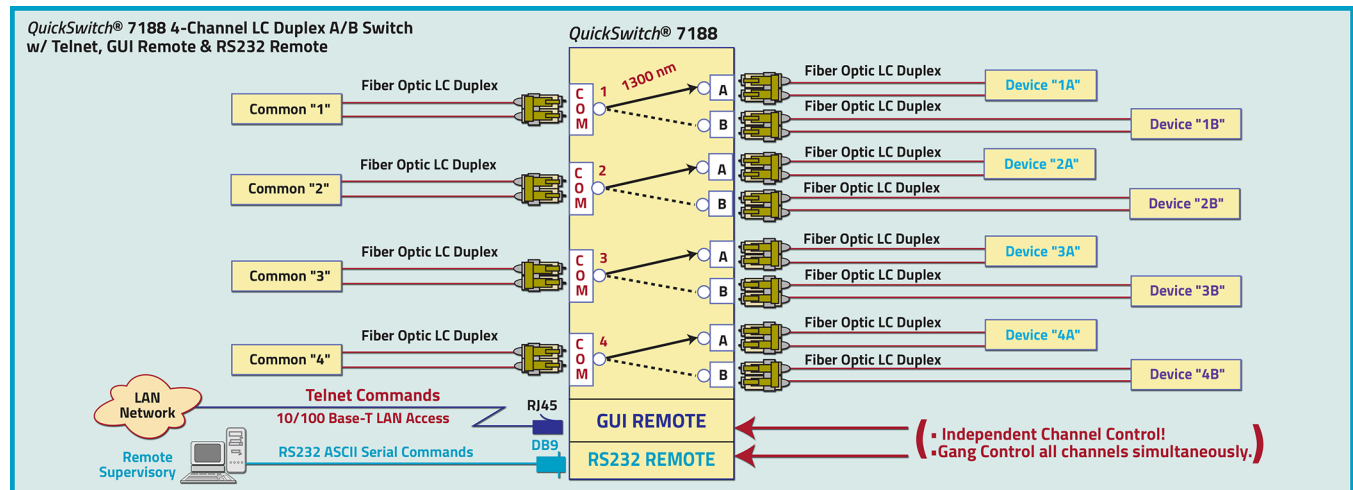 QuickSwitch® 7188 4-Channel LC Duplex A/B Switch
w/ Telnet, GUI Remote & RS232 Remote
QuickSwitch® 7188
Common "1"
Fiber Optic LC Duplex
COM
1
1300 nm
A
B
Fiber Optic LC Duplex
Device "1A"
Fiber Optic LC Duplex
Device "1B"
Common "2"
Fiber Optic LC Duplex
COM
2
A
B
Fiber Optic LC Duplex
Device "2A"
Fiber Optic LC Duplex
Device "2B"
Common "3"
Fiber Optic LC Duplex
COM
3
A
B
Fiber Optic LC Duplex
Device "3A"
Fiber Optic LC Duplex
Device "3B"
Common "4"
Fiber Optic LC Duplex
COM
4
A
B
Fiber Optic LC Duplex
Device "4A"
Fiber Optic LC Duplex
Device "4B"
LAN
Network
Telnet Commands
10/100 Base-T LAN Access
RJ45
GUI REMOTE
Remote
Supervisory
RS232 ASCII Serial Commands
DB9
RS232 REMOTE
(▪ Independent Channel Control!
▪Gang Control all channels simultaneously.)